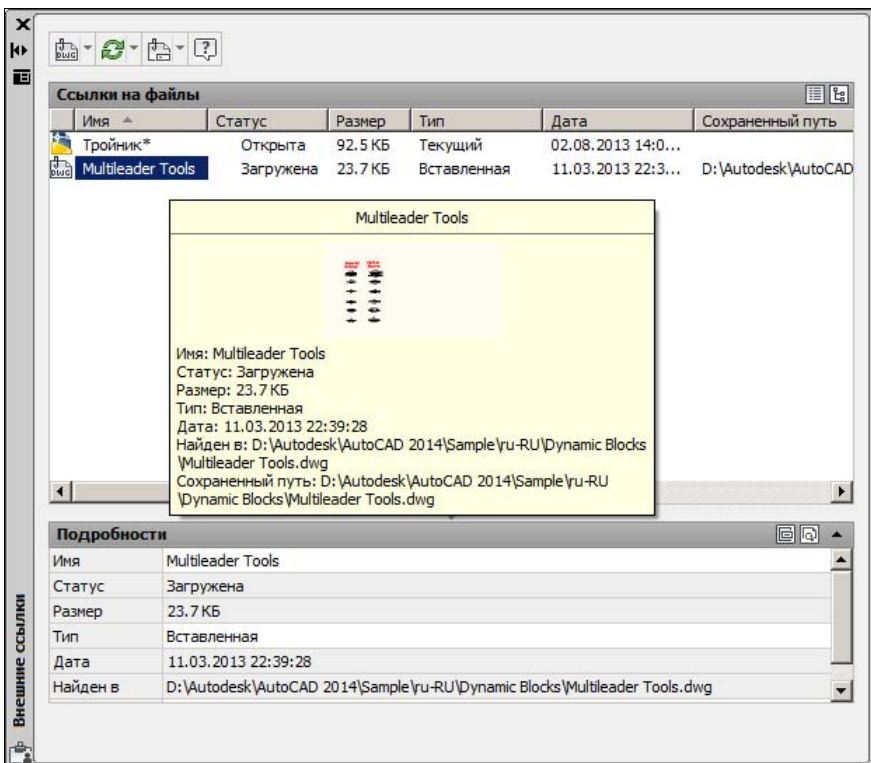 DWG
Ссылки на файлы
Имя Статус Размер Тип Дата Сохраненный путь
Тройник* Открыта 92.5 КБ Текущий 02.08.2013 14:0...
DWG Multileader Tools Загружена 23.7 КБ Вставленная 11.03.2013 22:3... D:\Autodesk\AutoCAD
Multileader Tools
Имя: Multileader Tools
Статус: Загружена
Размер: 23.7 КБ
Тип: Вставленная
Дата: 11.03.2013 22:39:28
Найден в: D:\Autodesk\AutoCAD 2014\Sample\ru-RU\Dynamic Blocks
\Multileader Tools.dwg
Сохраненный путь: D:\Autodesk\AutoCAD 2014\Sample\ru-RU
\Dynamic Blocks\Multileader Tools.dwg
Подробности
Имя Multileader Tools
Статус Загружена
Размер 23.7 КБ
Тип Вставленная
Дата 11.03.2013 22:39:28
Найден в D:\Autodesk\AutoCAD 2014\Sample\ru-RU\Dynamic Blocks\Multileader Tools.dwg
Внешние ссылки